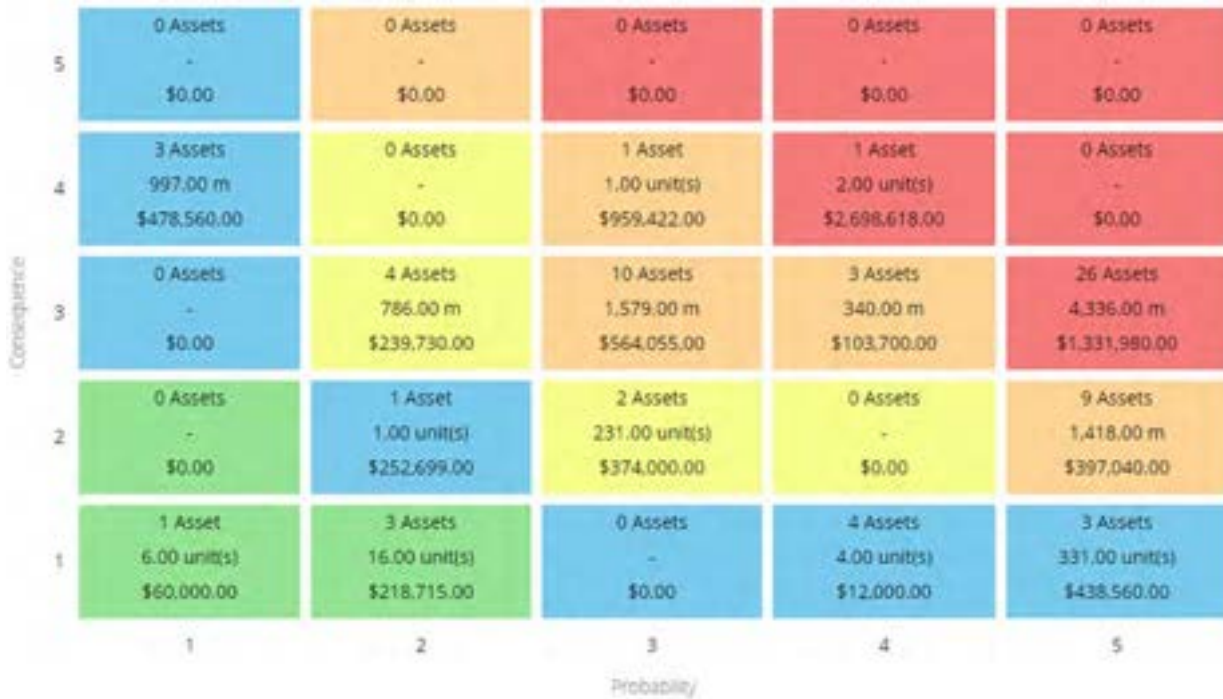 0 Assets 0 Assets 0 Assets 0 Assets 0 Assets
5 - - - - -
$0.00 $0.00 $0.00 $0.00 $0.00
3 Assets 0 Assets 1 Asset 1 Asset 0 Assets
4 997.00 m - 1.00 unit(s) 2.00 unit(s) -
$478,560.00 $0.00 $959,422.00 $2,698,618.00 $0.00
Consequence
0 Assets 4 Assets 10 Assets 3 Assets 26 Assets
3 - 786.00 m 1,579.00 m 340.00 m 4,336.00 m
$0.00 $239,730.00 $564,055.00 $103,700.00 $1,331,980.00
0 Assets 1 Asset 2 Assets 0 Assets 9 Assets
2 - 1.00 unit(s) 231.00 unit(s) - 1,418.00 m
$0.00 $252,699.00 $374,000.00 $0.00 $397,040.00
1 Asset 3 Assets 0 Assets 4 Assets 3 Assets
1 6.00 unit(s) 16.00 unit(s) - 4.00 unit(s) 331.00 unit(s)
$60,000.00 $218,715.00 $0.00 $12,000.00 $438,560.00
1 2 3 4 5
Probability